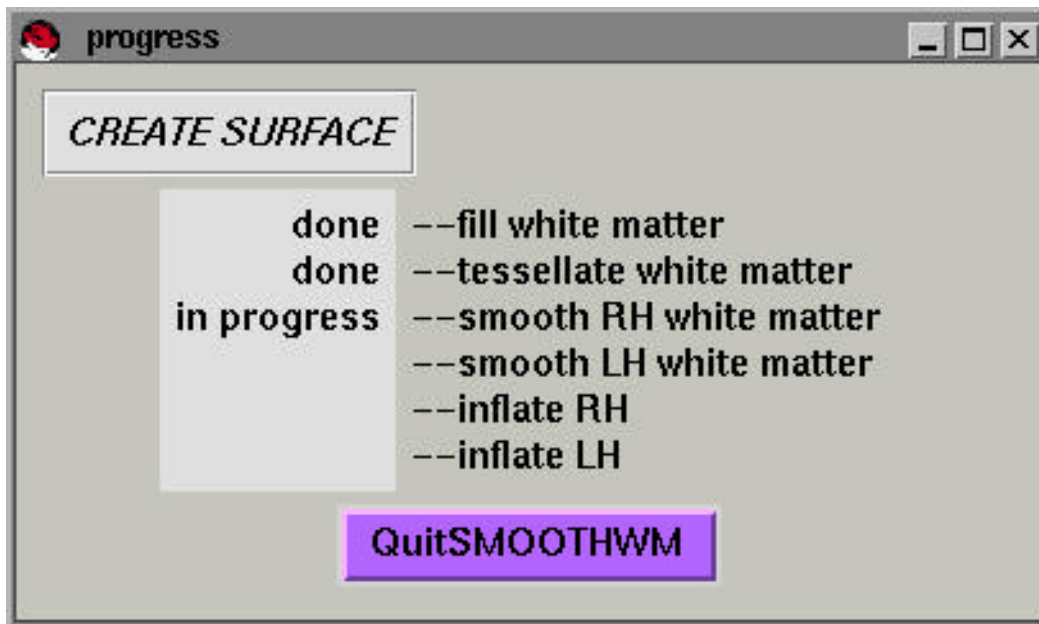 progress
CREATE SURFACE
done --fill white matter
done --tessellate white matter
in progress --smooth RH white matter
--smooth LH white matter
--inflate RH
--inflate LH
QuitSMOOTHWM